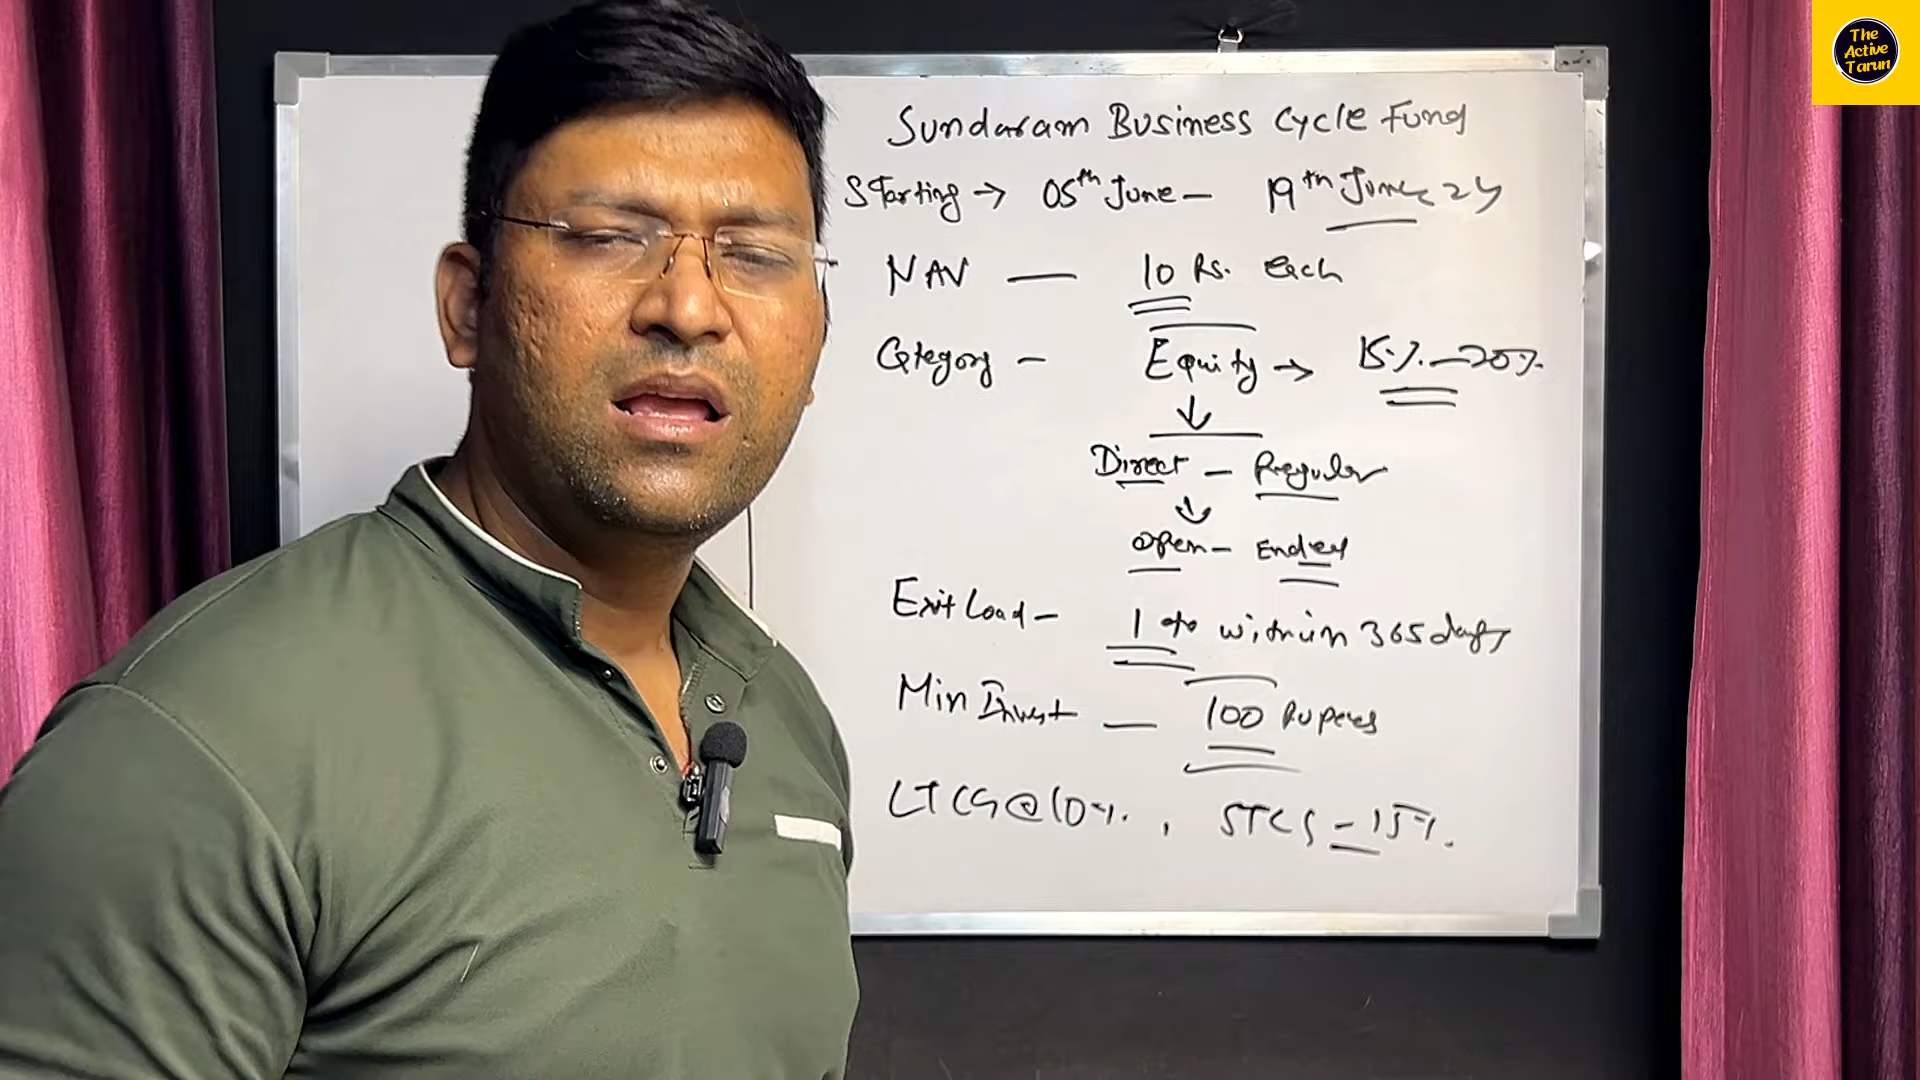 The
Active
Tarun
Sundaram Business Cycle Fund
Starting → 05th June – 19th June 24
NAV — 10 Rs. each
Category – Equity → 15% – 20%
↓
Direct – Regular
↓
Open – Ended
Exit Load – 1 % within 365 days
Min Invest — 100 Rupees
LTCG @ 10%. , STCG – 15%.